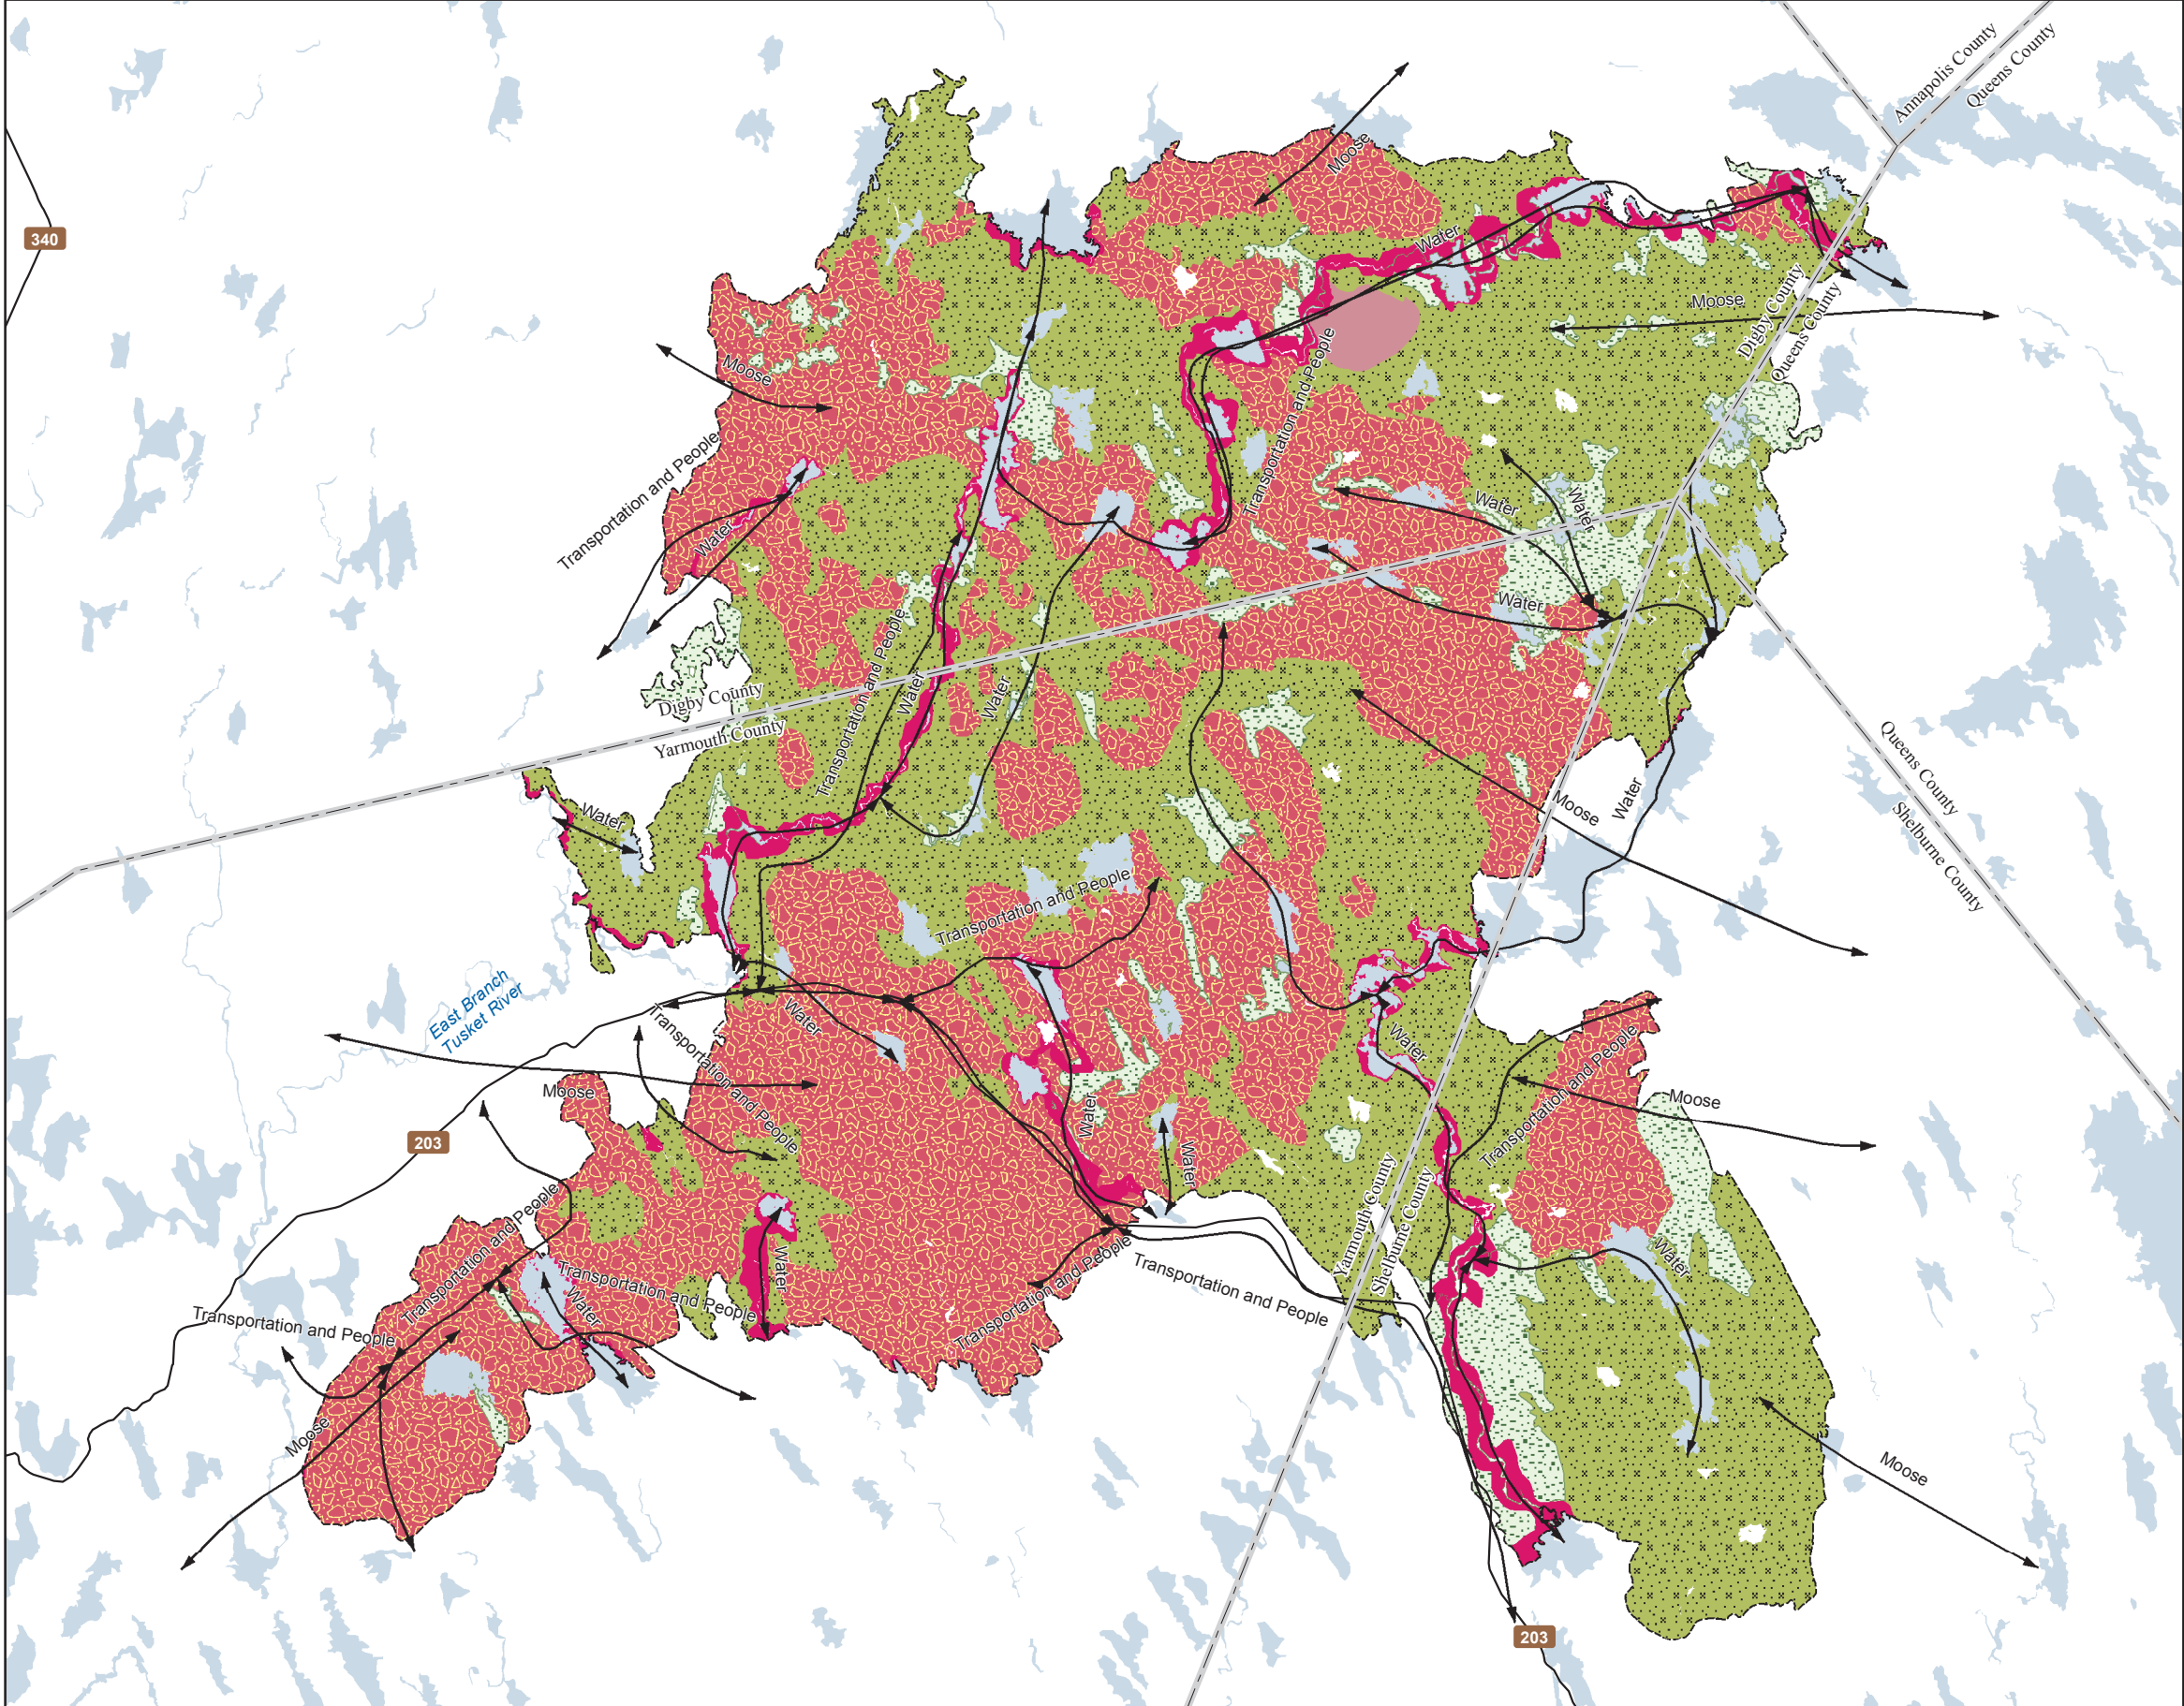 Annapolis County
Queens County
Moose
340
Water
Moose
Digby County
Queens County
Moose
Transportation and People
Transportation and People
Water
Water
Water
Water
Transportation and People
Water
Water
Digby County
Yarmouth County
Water
Moose
Water
Queens County
Shelburne County
Transportation and People
East Branch
Tusket River
Water
Transportation and People
Water
Transportation and People
Moose
Moose
Water
203
Water
Transportation and People
Yarmouth County
Shelburne County
Water
Water
Transportation and People
Transportation and People
Transportation and People
Water
Transportation and People
Moose
Moose
203